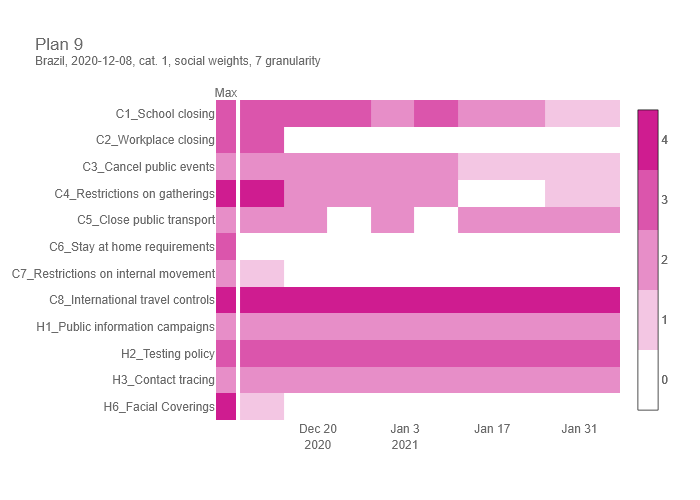 Plan 9
Brazil, 2020-12-08, cat. 1, social weights, 7 granularity
Max
C1_School closing
C2_Workplace closing
C3_Cancel public events
C4_Restrictions on gatherings
C5_Close public transport
C6_Stay at home requirements
C7_Restrictions on internal movement
C8_International travel controls
H1_Public information campaigns
H2_Testing policy
H3_Contact tracing
H6_Facial Coverings
Dec 20
2020
Jan 3
2021
Jan 17
Jan 31
4
3
2
1
0